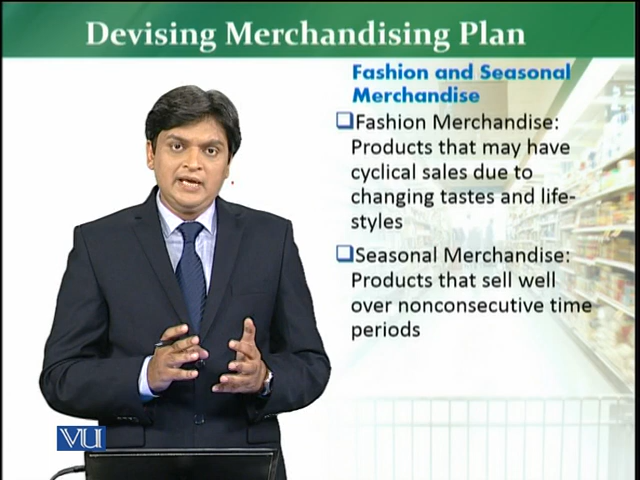 Devising Merchandising Plan
Fashion and Seasonal
Merchandise
Fashion Merchandise:
Products that may have
cyclical sales due to
changing tastes and life-
styles
Seasonal Merchandise:
Products that sell well
over nonconsecutive time
periods
VU